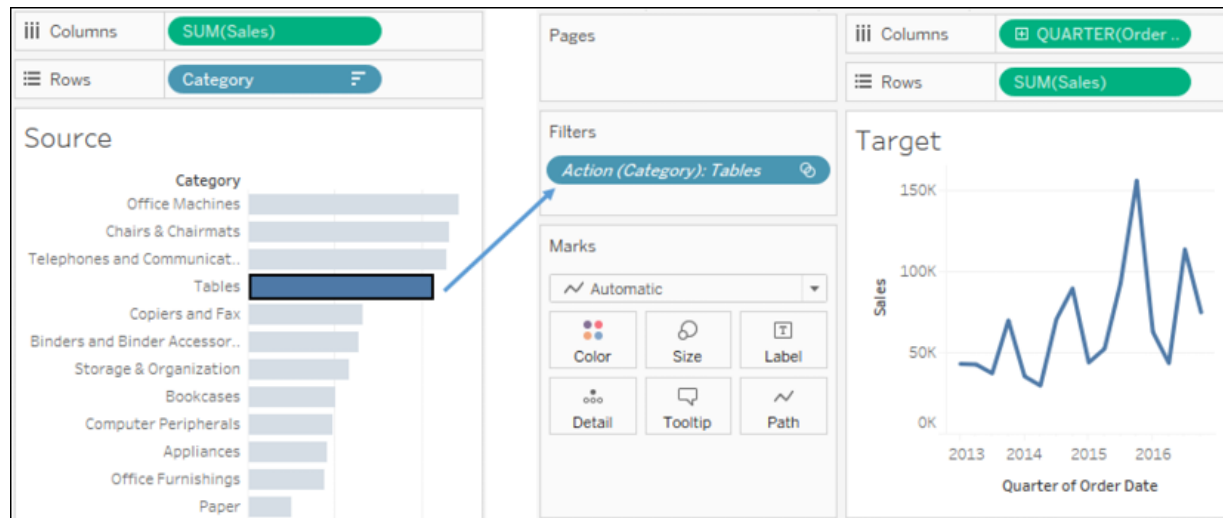 Columns
SUM(Sales)
Rows
Category
Source
Category
Office Machines
Chairs & Chairmats
Telephones and Communicat..
Tables
Copiers and Fax
Binders and Binder Accessor..
Storage & Organization
Bookcases
Computer Peripherals
Appliances
Office Furnishings
Paper
Pages
Filters
Action (Category): Tables
Marks
Automatic
Color
Size
Label
Detail
Tooltip
Path
Columns
QUARTER(Order ..
Rows
SUM(Sales)
Target
150K
100K
50K
0K
Sales
2013 2014 2015 2016
Quarter of Order Date